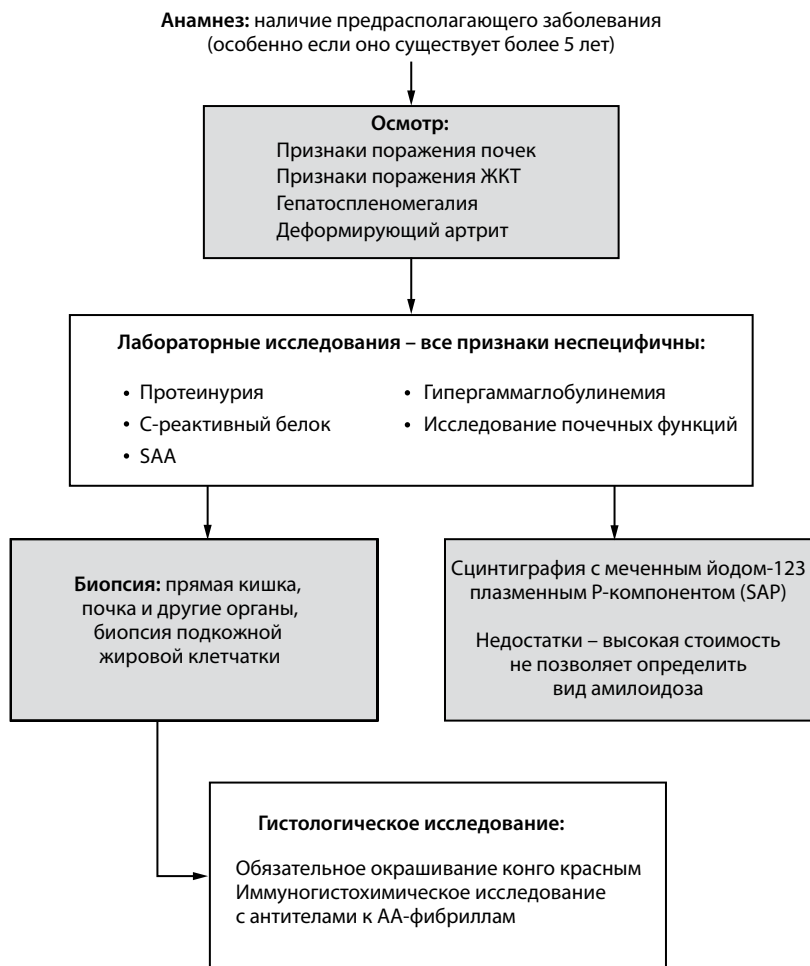 Анамнез: наличие предрасполагающего заболевания
(особенно если оно существует более 5 лет)
Осмотр:
Признаки поражения почек
Признаки поражения ЖКТ
Гепатоспленомегалия
Деформирующий артрит
Лабораторные исследования – все признаки неспецифичны:
• Протеинурия
• С-реактивный белок
• SAA
• Гипергаммаглобулинемия
• Исследование почечных функций
Биопсия: прямая кишка,
почка и другие органы,
биопсия подкожной
жировой клетчатки
Сцинтиграфия с меченным йодом-123
плазменным Р-компонентом (SAP)
Недостатки – высокая стоимость
не позволяет определить
вид амилоидоза
Гистологическое исследование:
Обязательное окрашивание конго красным
Иммуногистохимическое исследование
с антителами к АА-фибриллам